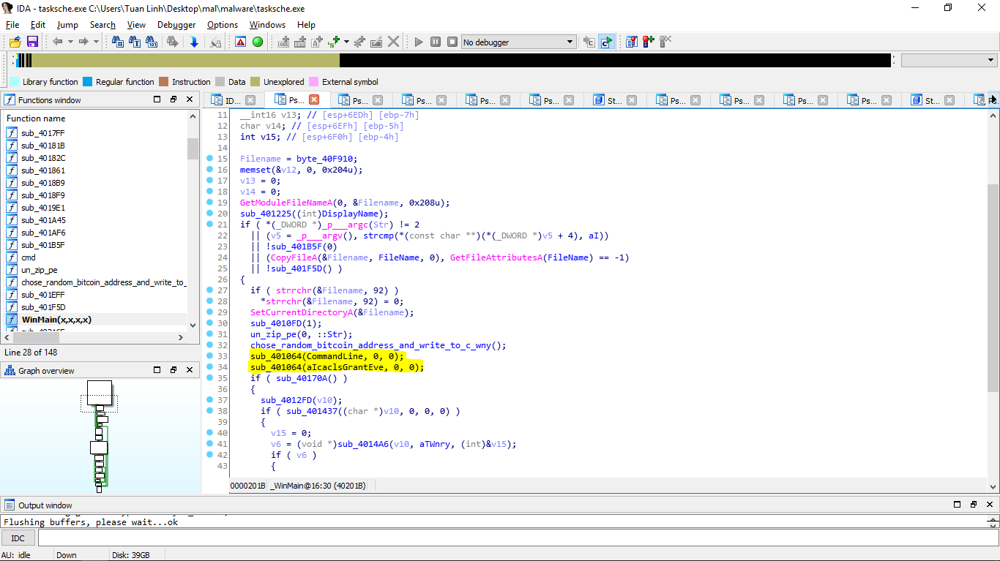 IDA - tasksche.exe C:\Users\Tuan Linh\Desktop\mal\malware\tasksche.exe
File Edit Jump Search View Debugger Options Windows Help
No debugger
Library function Regular function Instruction Data Unexplored External symbol
Functions window
ID... Ps... Ps... Ps... Ps... Ps... St... Ps... Ps... Ps... Ps... St... Ps...
Function name
sub_4017FF
sub_40181B
sub_40182C
sub_401861
sub_4018B9
sub_4018F9
sub_4019E1
sub_401A45
sub_401AF6
sub_401B5F
cmd
un_zip_pe
chose_random_bitcoin_address_and_write_to_
sub_401EFF
sub_401F5D
WinMain(x,x,x,x)
Line 28 of 148
Graph overview
11 __int16 v13; // [esp+6EDh] [ebp-7h]
12 char v14; // [esp+6EFh] [ebp-5h]
13 int v15; // [esp+6F0h] [ebp-4h]
14
15 Filename = byte_40F910;
16 memset(&v12, 0, 0x204u);
17 v13 = 0;
18 v14 = 0;
19 GetModuleFileNameA(0, &Filename, 0x208u);
20 sub_401225((int)DisplayName);
21 if ( *(_DWORD *)_p___argc(Str) != 2
22 || (v5 = _p___argv(), strcmp(*(const char **)(*(_DWORD *)v5 + 4), aI))
23 || !sub_401B5F(0)
24 || (CopyFileA(&Filename, FileName, 0), GetFileAttributesA(FileName) == -1)
25 || !sub_401F5D() )
26 {
27 if ( strrchr(&Filename, 92) )
28 *strrchr(&Filename, 92) = 0;
29 SetCurrentDirectoryA(&Filename);
30 sub_4010FD(1);
31 un_zip_pe(0, ::Str);
32 chose_random_bitcoin_address_and_write_to_c_wny();
33 sub_401064(CommandLine, 0, 0);
34 sub_401064(aIcaclsGrantEve, 0, 0);
35 if ( sub_40170A() )
36 {
37 sub_4012FD(v10);
38 if ( sub_401437((char *)v10, 0, 0, 0) )
39 {
40 v15 = 0;
41 v6 = (void *)sub_4014A6(v10, aTWnry, (int)&v15);
42 if ( v6 )
43 {
0000201B _WinMain@16:30 (40201B)
Output window
Flushing buffers, please wait...ok
IDC
AU: idle Down Disk: 39GB